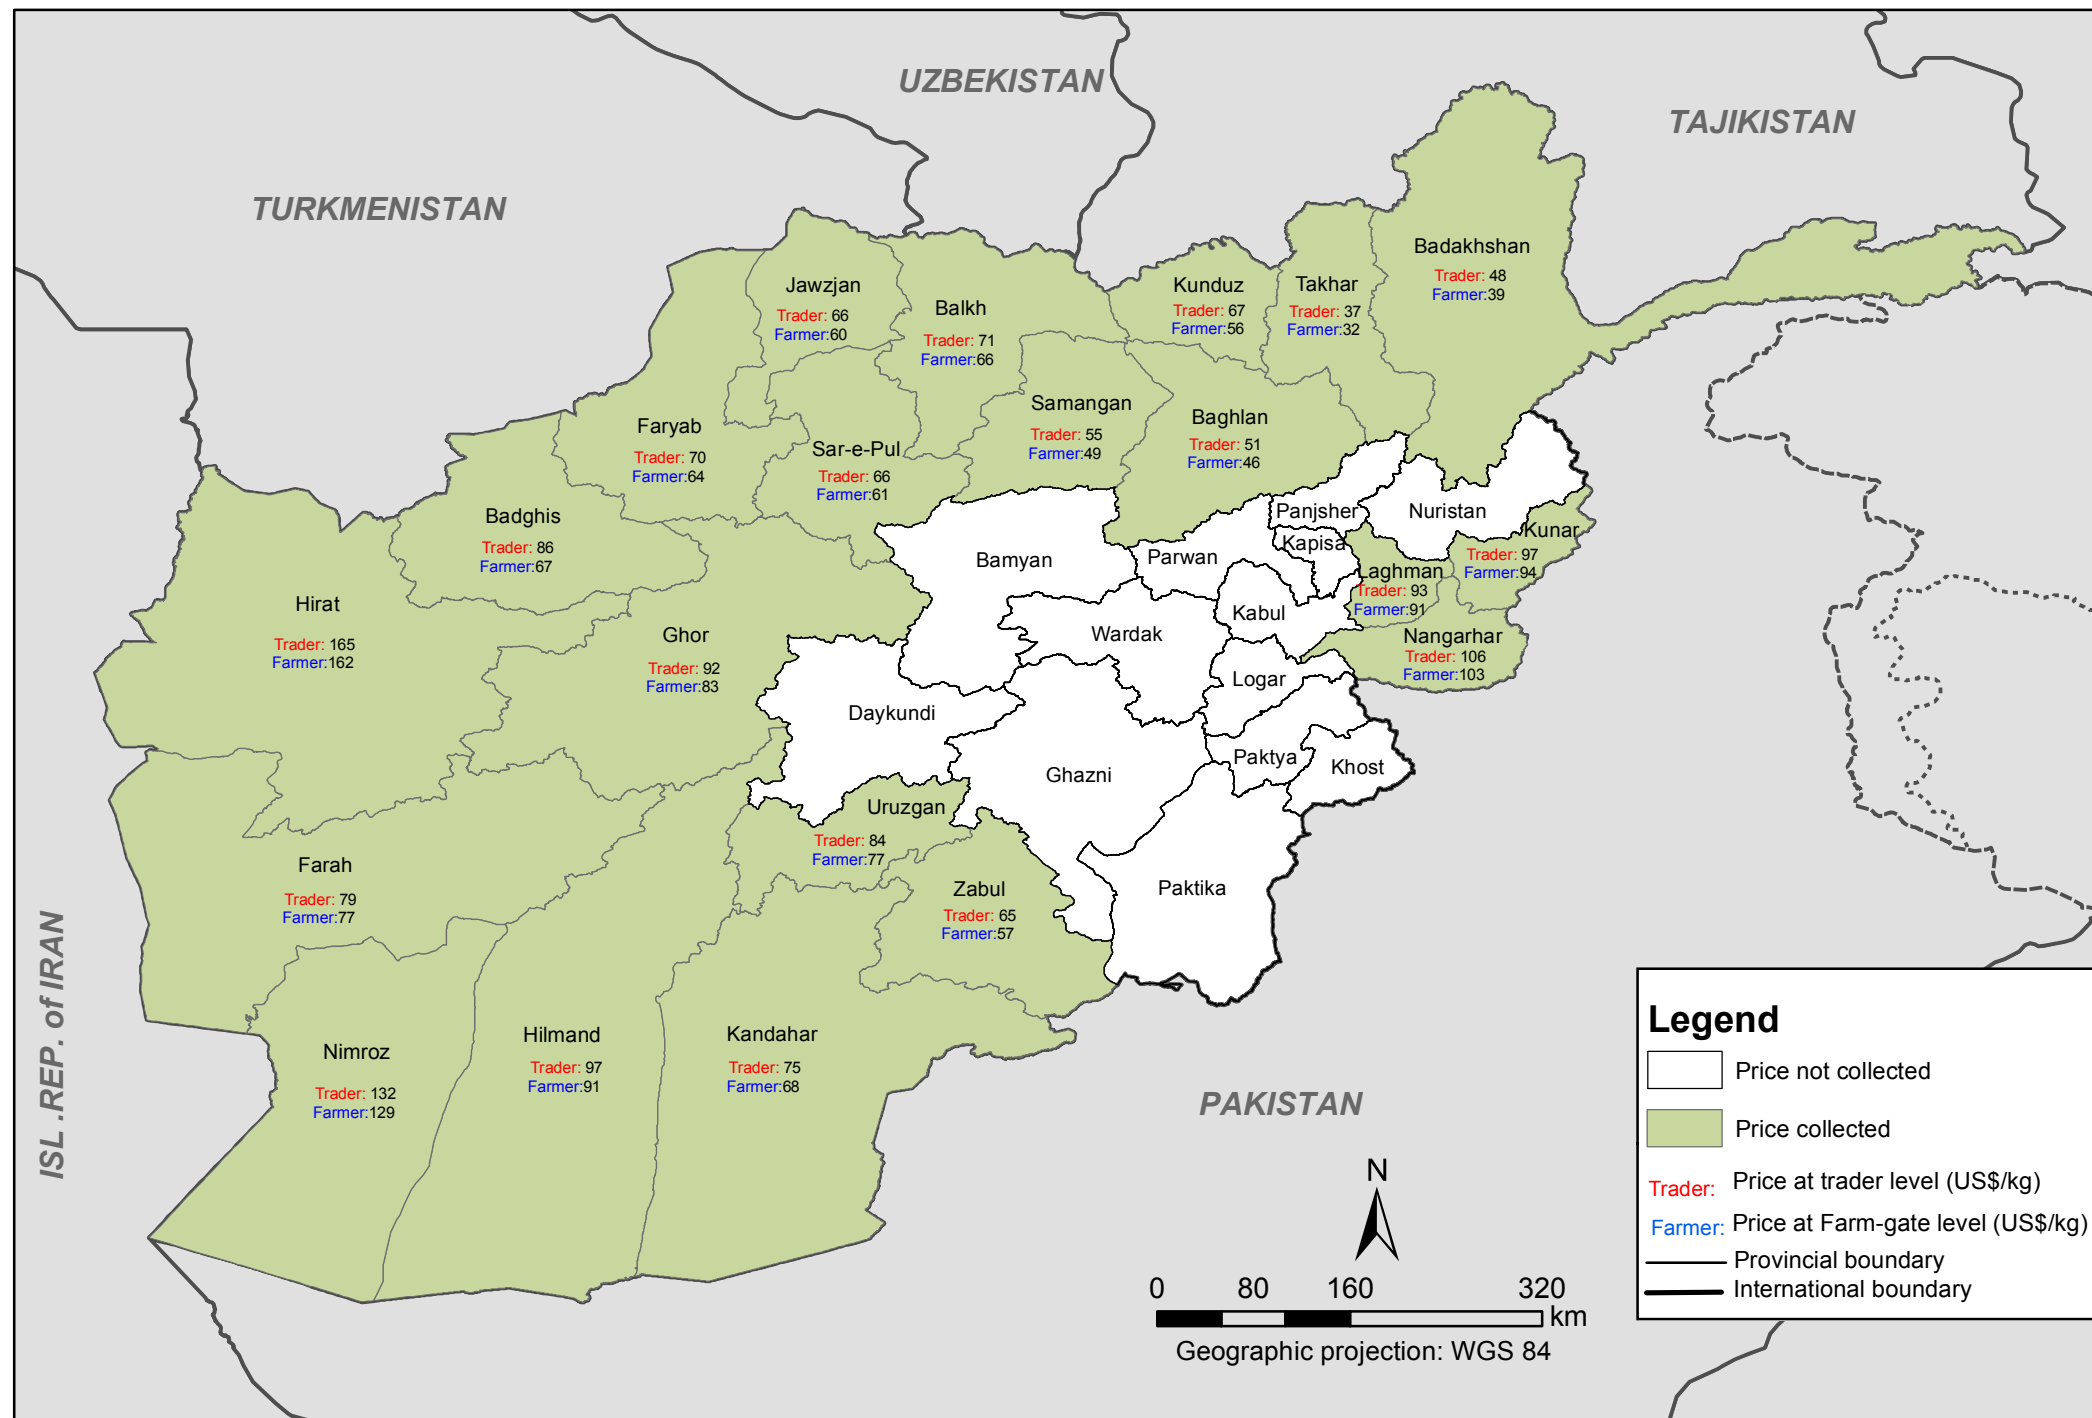 UZBEKISTAN
TAJIKISTAN
TURKMENISTAN
Badakhshan
Trader: 48
Farmer:39
Jawzjan
Trader: 66
Farmer:60
Balkh
Trader: 71
Farmer:66
Kunduz
Trader: 67
Farmer:56
Takhar
Trader: 37
Farmer:32
Faryab
Trader: 70
Farmer:64
Sar-e-Pul
Trader: 66
Farmer:61
Samangan
Trader: 55
Farmer:49
Baghlan
Trader: 51
Farmer:46
Badghis
Trader: 86
Farmer:67
Panjsher
Nuristan
Kunar
Trader: 97
Farmer:94
Kapisa
Parwan
Bamyan
Laghman
Trader: 93
Farmer:91
Hirat
Trader: 165
Farmer:162
Ghor
Trader: 92
Farmer:83
Wardak
Kabul
Nangarhar
Trader: 106
Farmer:103
Logar
Daykundi
Ghazni
Paktya
Khost
Uruzgan
Trader: 84
Farmer:77
Farah
Trader: 79
Farmer:77
Zabul
Trader: 65
Farmer:57
Paktika
ISL .REP. of IRAN
Nimroz
Trader: 132
Farmer:129
Hilmand
Trader: 97
Farmer:91
Kandahar
Trader: 75
Farmer:68
PAKISTAN
N
0 80 160 320
km
Geographic projection: WGS 84
Legend
Price not collected
Price collected
Trader: Price at trader level (US$/kg)
Farmer: Price at Farm-gate level (US$/kg)
Provincial boundary
International boundary